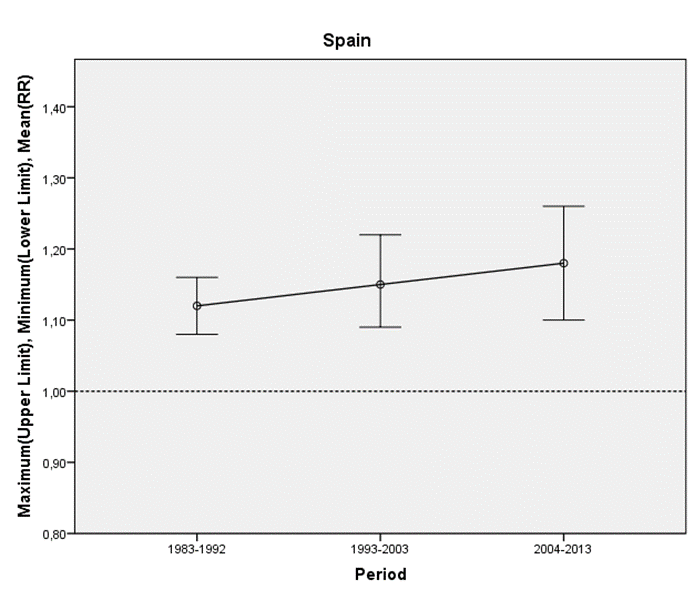 Spain
Maximum(Upper Limit), Minimum(Lower Limit), Mean(RR)
1,40
1,30
1,20
1,10
1,00
0,90
0,80
1983-1992 1993-2003 2004-2013
Period